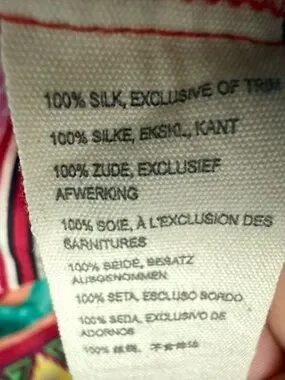 100% SILK, EXCLUSIVE OF TRIM
100% SILKE, EKSKL., KANT
100% ZIJDE, EXCLUSIEF
AFWERKING
100% SOIE, À L'EXCLUSION DES
GARNITURES
100% SEIDE, BESATZ
AUSGENOMMEN
100% SETA, ESCLUSO BORDO
100% SEDA, EXCLUSIVO DE
ADORNOS
100%